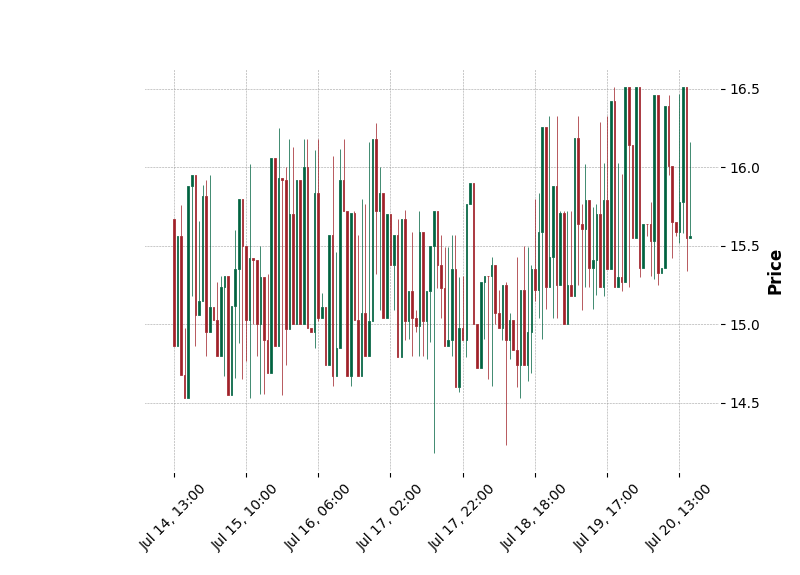 16.5
16.0
15.5
15.0
14.5
Price
Jul 14, 13:00
Jul 15, 10:00
Jul 16, 06:00
Jul 17, 02:00
Jul 17, 22:00
Jul 18, 18:00
Jul 19, 17:00
Jul 20, 13:00